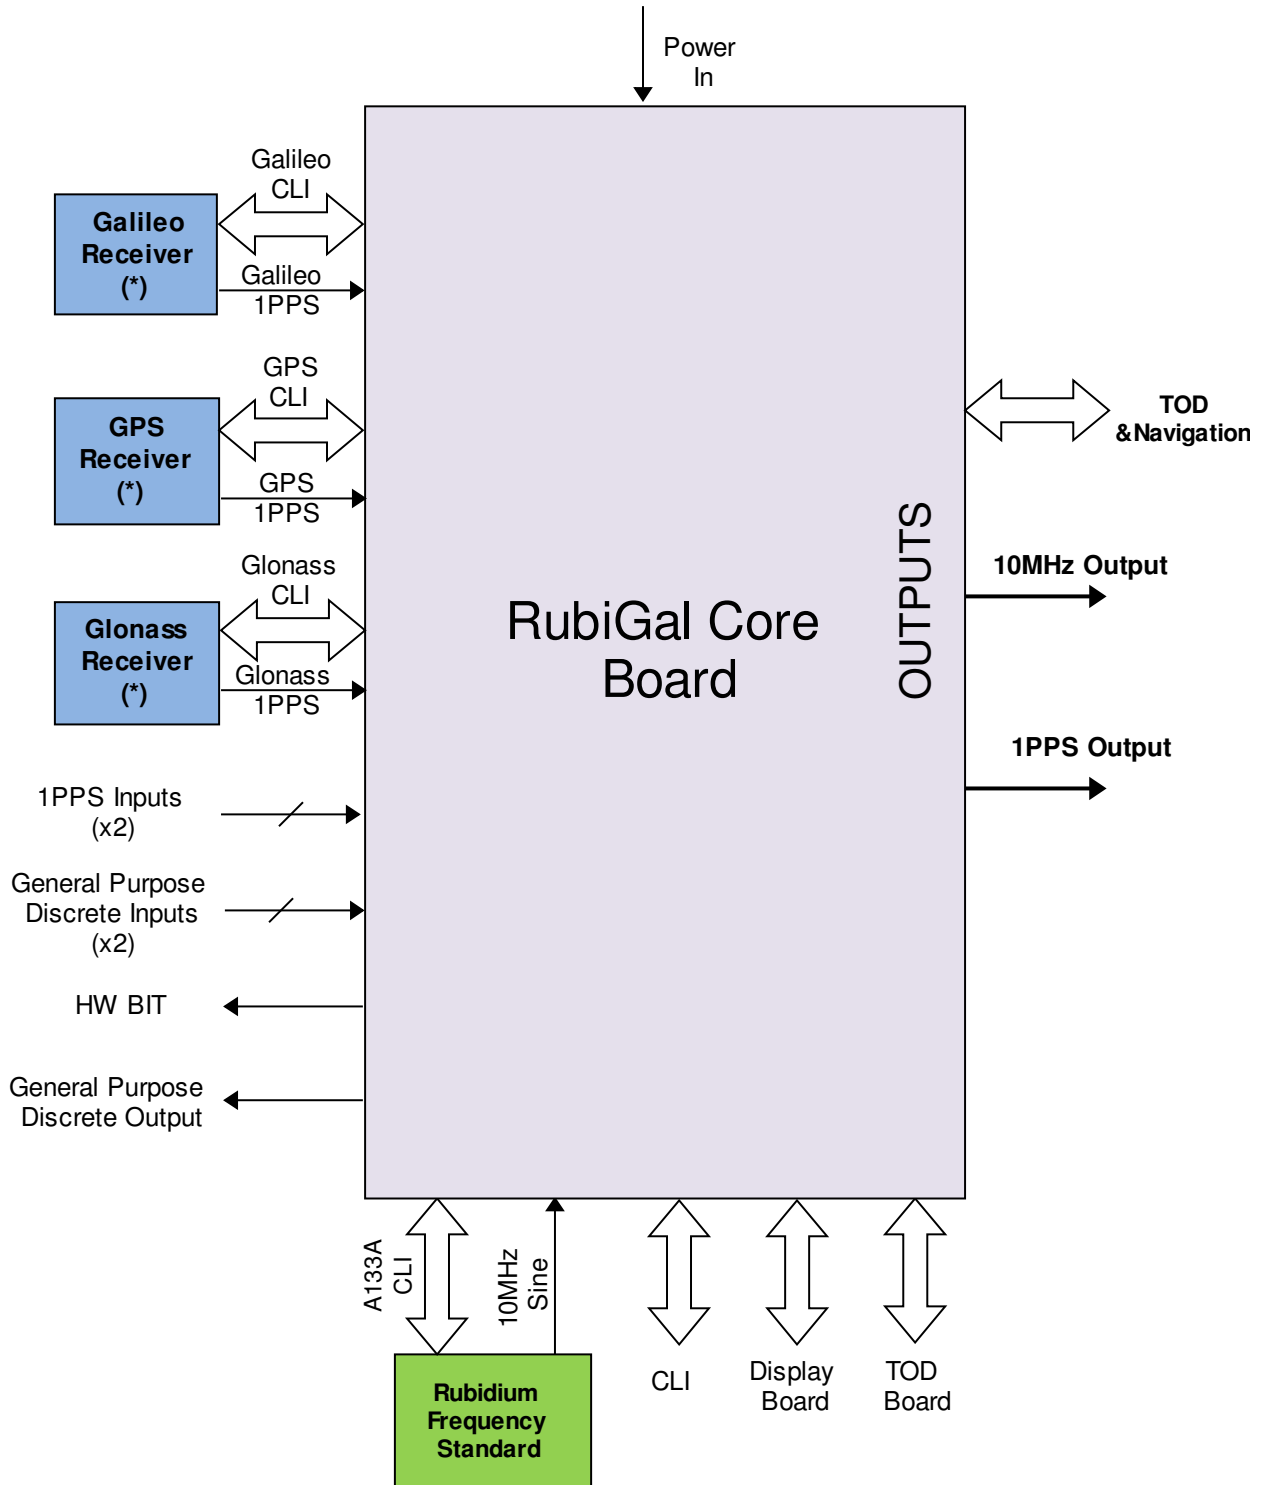 Power
In
Galileo
CLI
Galileo
Receiver
(*)
Galileo
1PPS
GPS
CLI
GPS
Receiver
(*)
GPS
1PPS
Glonass
CLI
Glonass
Receiver
(*)
Glonass
1PPS
1PPS Inputs
(x2)
General Purpose
Discrete Inputs
(x2)
HW BIT
General Purpose
Discrete Output
RubiGal Core
Board
OUTPUTS
TOD
&Navigation
10MHz Output
1PPS Output
A133A
CLI
10MHz
Sine
Rubidium
Frequency
Standard
CLI
Display
Board
TOD
Board